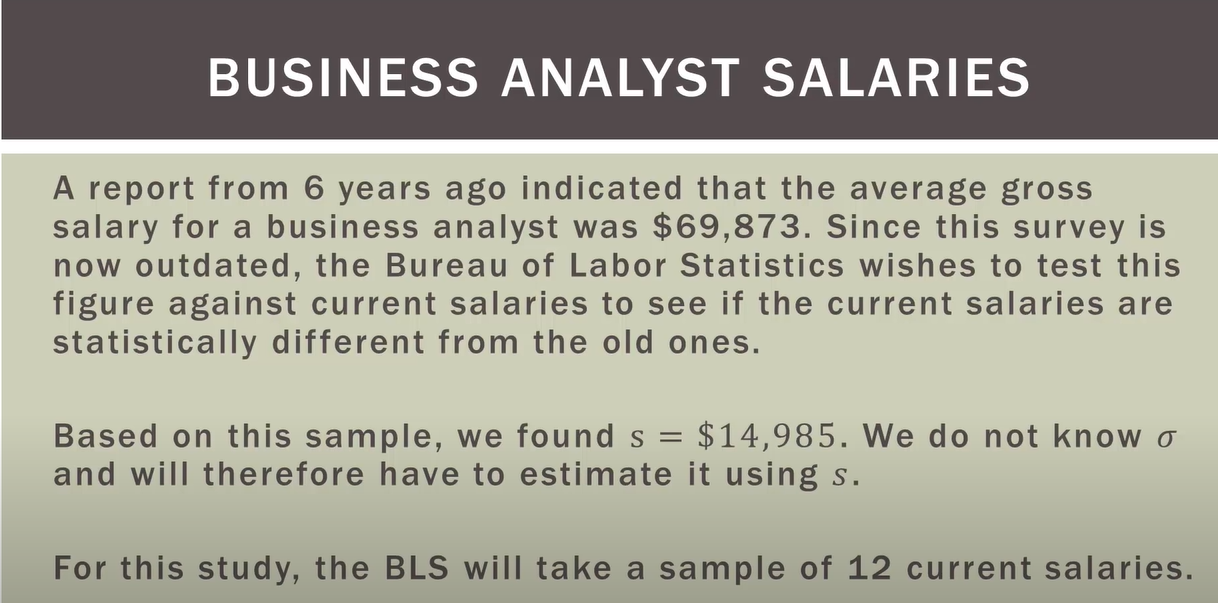 BUSINESS ANALYST SALARIES
A report from 6 years ago indicated that the average gross
salary for a business analyst was $69,873. Since this survey is
now outdated, the Bureau of Labor Statistics wishes to test this
figure against current salaries to see if the current salaries are
statistically different from the old ones.
Based on this sample, we found s = $14,985. We do not know σ
and will therefore have to estimate it using s.
For this study, the BLS will take a sample of 12 current salaries.